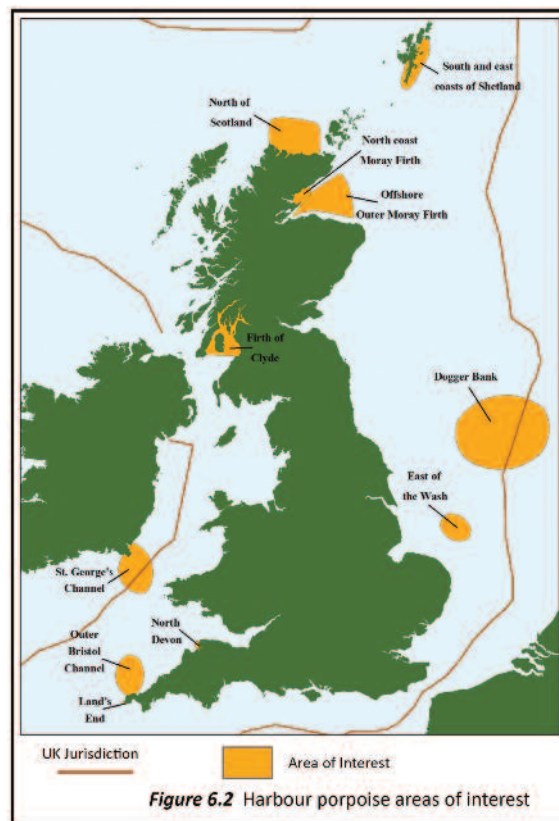 South and east
coasts of Shetland
North of
Scotland
North coast
Moray Firth
Offshore
Outer Moray Firth
Firth of
Clyde
Dogger Bank
East of
the Wash
St. George's
Channel
North
Devon
Outer
Bristol
Channel
Land's
End
UK Jurisdiction
Area of Interest
Figure 6.2 Harbour porpoise areas of interest